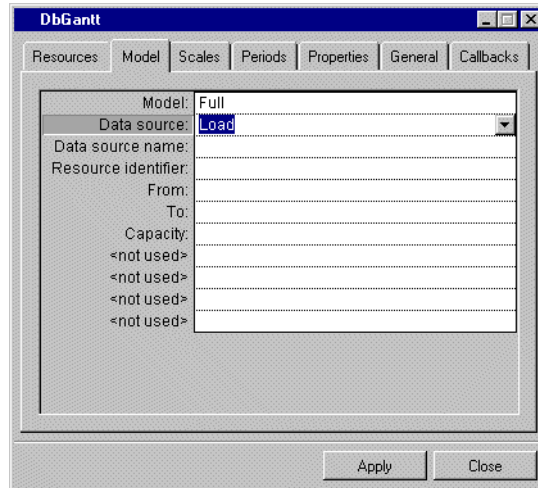 DbGantt
Resources Model Scales Periods Properties General Callbacks
Model: Full
Data source: Load
Data source name:
Resource identifier:
From:
To:
Capacity:
<not used>
<not used>
<not used>
<not used>
Apply Close